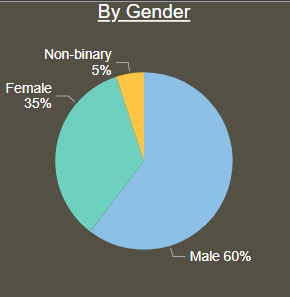 By Gender
Non-binary
5%
Female
35%
Male 60%